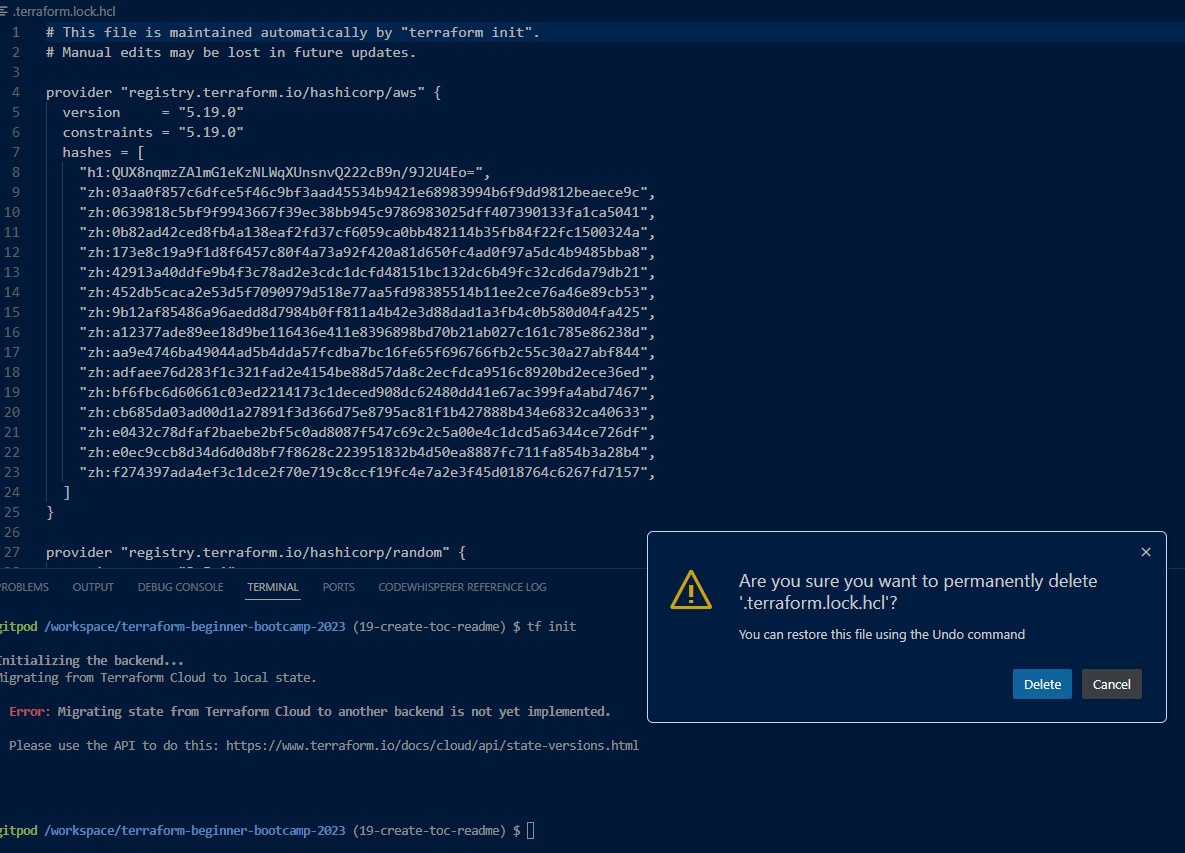 .terraform.lock.hcl
1 # This file is maintained automatically by "terraform init".
2 # Manual edits may be lost in future updates.
3
4 provider "registry.terraform.io/hashicorp/aws" {
5 version     = "5.19.0"
6 constraints = "5.19.0"
7 hashes = [
8 "h1:QUX8nqmzZAlmG1eKzNLWqXUnsnvQ222cB9n/9J2U4Eo=",
9 "zh:03aa0f857c6dfce5f46c9bf3aad45534b9421e68983994b6f9dd9812beaece9c",
10 "zh:0639818c5bf9f9943667f39ec38bb945c9786983025dff407390133fa1ca5041",
11 "zh:0b82ad42ced8fb4a138eaf2fd37cf6059ca0bb482114b35fb84f22fc1500324a",
12 "zh:173e8c19a9f1d8f6457c80f4a73a92f420a81d650fc4ad0f97a5dc4b9485bba8",
13 "zh:42913a40ddfe9b4f3c78ad2e3cdc1dcfd48151bc132dc6b49fc32cd6da79db21",
14 "zh:452db5caca2e53d5f7090979d518e77aa5fd98385514b11ee2ce76a46e89cb53",
15 "zh:9b12af85486a96aedd8d7984b0ff811a4b42e3d88dad1a3fb4c0b580d04fa425",
16 "zh:a12377ade89ee18d9be116436e411e8396898bd70b21ab027c161c785e86238d",
17 "zh:aa9e4746ba49044ad5b4dda57fcdba7bc16fe65f696766fb2c55c30a27abf844",
18 "zh:adfaee76d283f1c321fad2e4154be88d57da8c2ecfdca9516c8920bd2ece36ed",
19 "zh:bf6fbc6d60661c03ed2214173c1deced908dc62480dd41e67ac399fa4abd7467",
20 "zh:cb685da03ad00d1a27891f3d366d75e8795ac81f1b427888b434e6832ca40633",
21 "zh:e0432c78dfaf2baebe2bf5c0ad8087f547c69c2c5a00e4c1dcd5a6344ce726df",
22 "zh:e0ec9ccb8d34d6d0d8bf7f8628c223951832b4d50ea8887fc711fa854b3a28b4",
23 "zh:f274397ada4ef3c1dce2f70e719c8ccf19fc4e7a2e3f45d018764c6267fd7157",
24 ]
25 }
26
27 provider "registry.terraform.io/hashicorp/random" {
Are you sure you want to permanently delete
'.terraform.lock.hcl'?
You can restore this file using the Undo command
Delete Cancel
ROBLEMS OUTPUT DEBUG CONSOLE TERMINAL PORTS CODEWHISPERER REFERENCE LOG
gitpod /workspace/terraform-beginner-bootcamp-2023 (19-create-toc-readme) $ tf init
Initializing the backend...
Migrating from Terraform Cloud to local state.
Error: Migrating state from Terraform Cloud to another backend is not yet implemented.
Please use the API to do this: https://www.terraform.io/docs/cloud/api/state-versions.html
gitpod /workspace/terraform-beginner-bootcamp-2023 (19-create-toc-readme) $